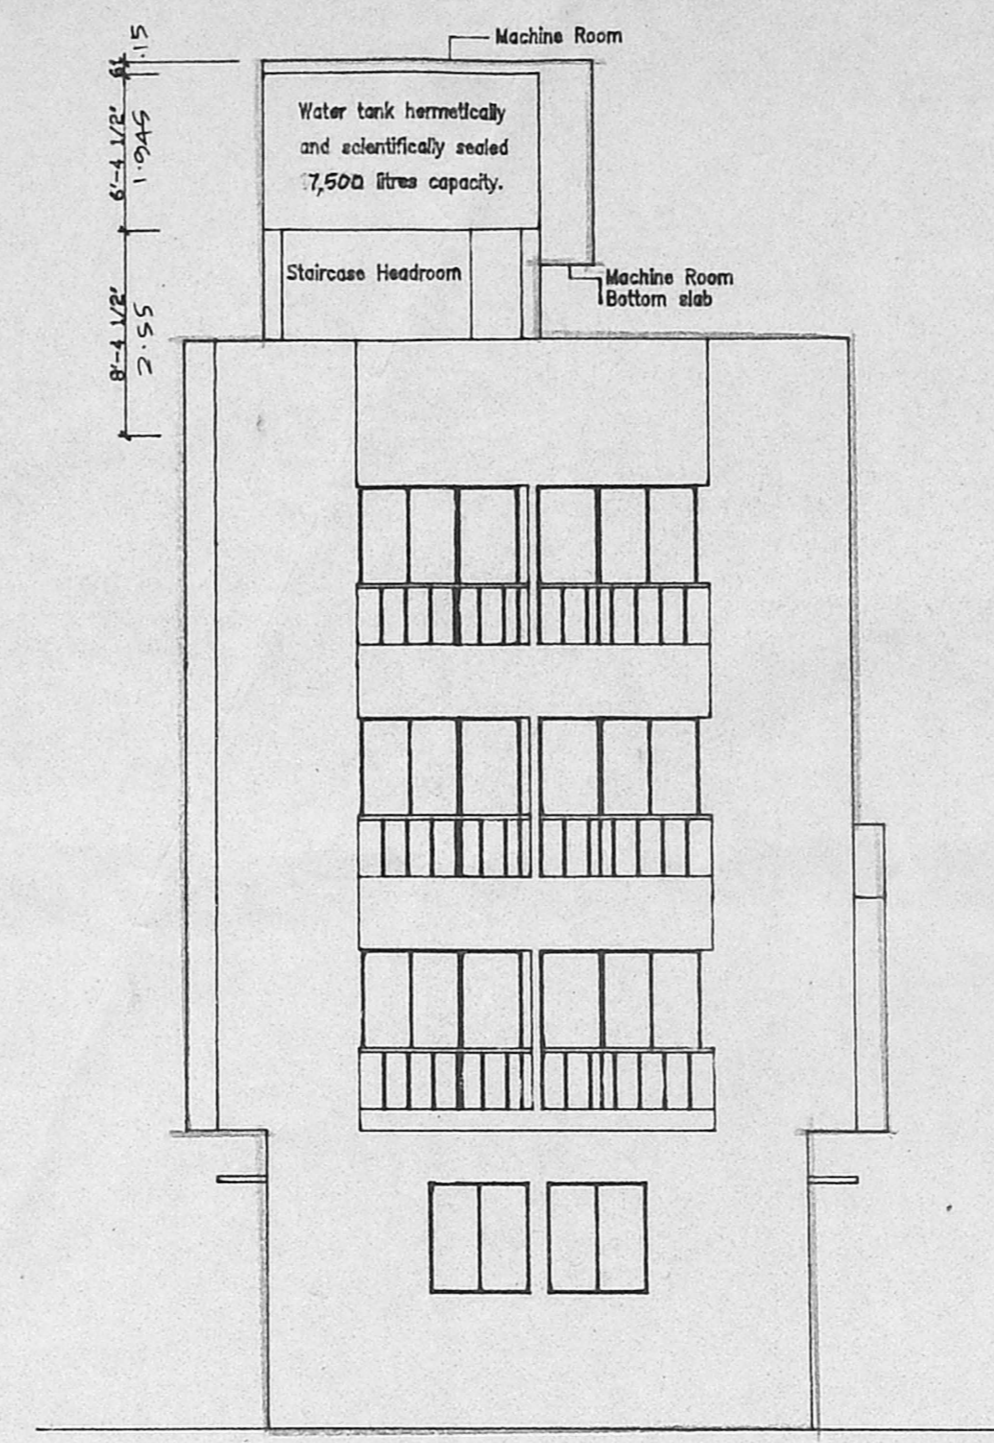 Machine Room
.15
6"
Water tank hermetically
and scientifically sealed
7,500 litres capacity.
6'-4 1/2"
1.945
Staircase Headroom
Machine Room
Bottom slab
8'-4 1/2"
2.55